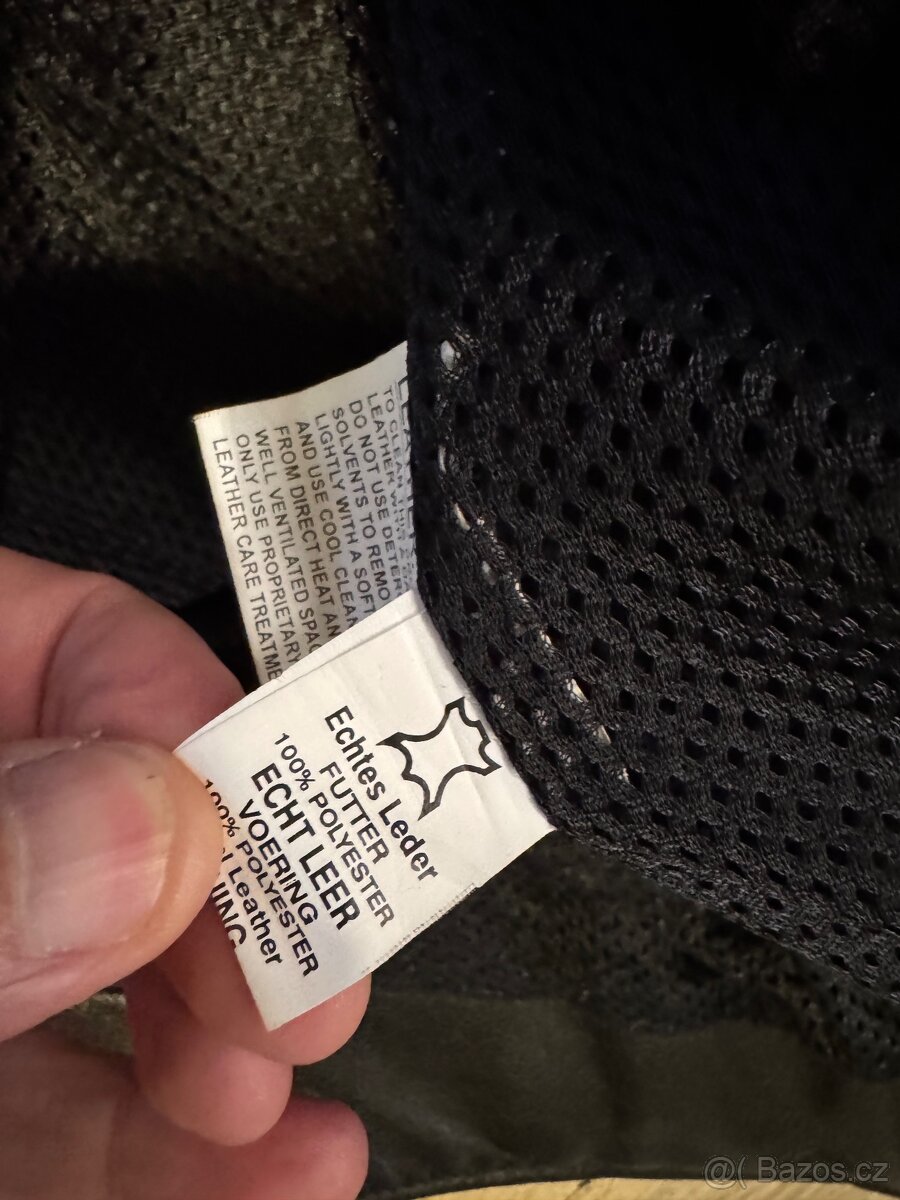 TO CLEAN THIS
LEATHER
DO NOT USE DETER
SOLVENTS TO REMO
LIGHTLY WITH A SOFT
AND USE COOL CLEAN
FROM DIRECT HEAT AN
WELL VENTILATED SPAC
ONLY USE PROPRIETARY
LEATHER CARE TREATME
Echtes Leder
FUTTER
100% POLYESTER
ECHT LEER
VOERING
100% POLYESTER
Leather
@( Bazos.cz